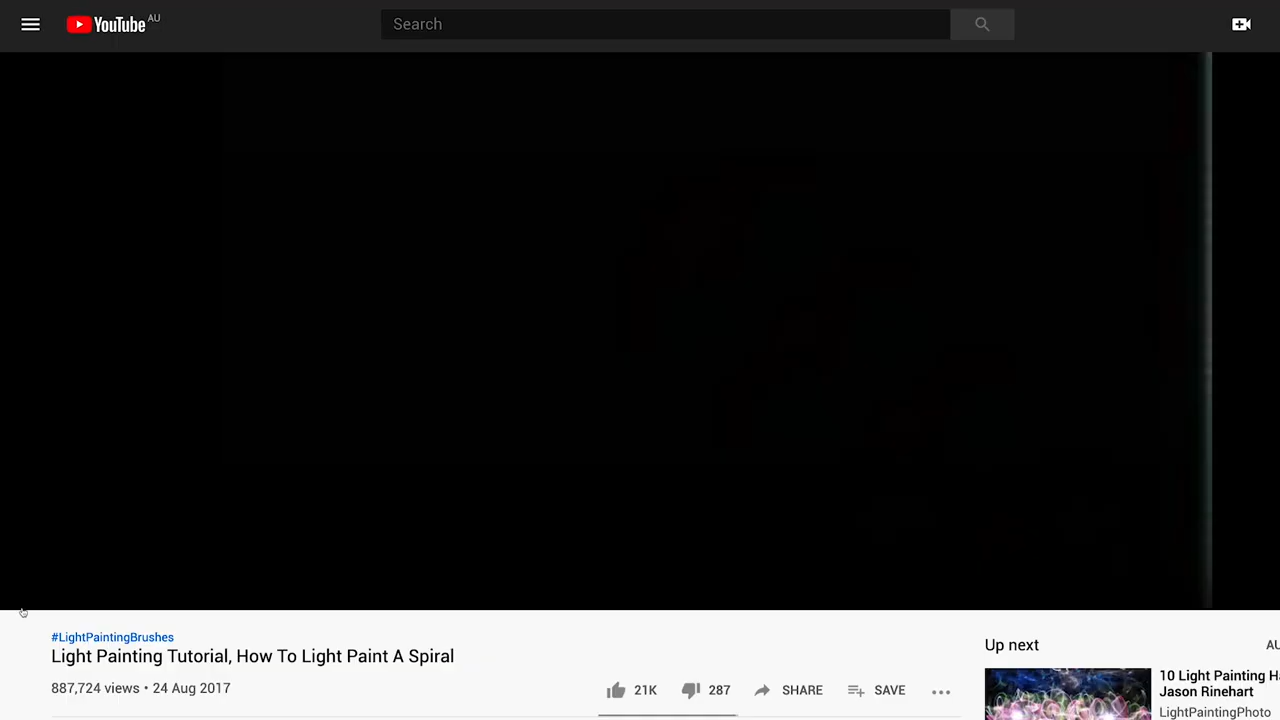 YouTube AU
Search
#LightPaintingBrushes
Light Painting Tutorial, How To Light Paint A Spiral
887,724 views • 24 Aug 2017
21K
287
SHARE
SAVE
Up next
AU
10 Light Painting H
Jason Rinehart
LightPaintingPhoto